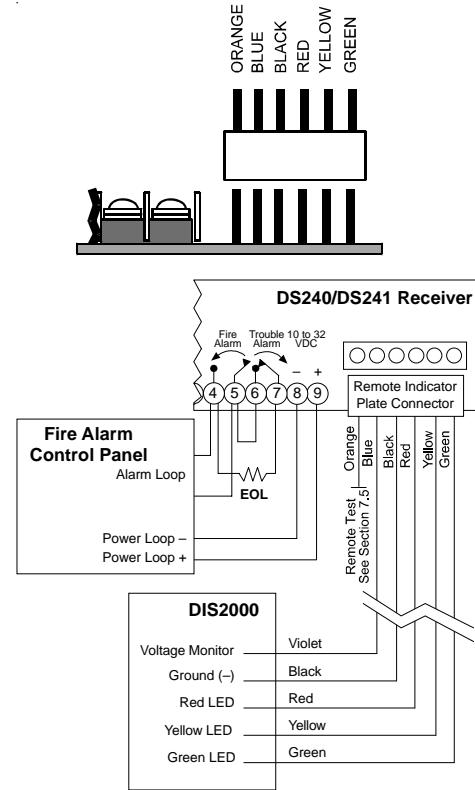 ORANGE
BLUE
BLACK
RED
YELLOW
GREEN
DS240/DS241 Receiver
Fire Alarm
Trouble Alarm
10 to 32 VDC
– +
4 5 6 7 8 9
Remote Indicator
Plate Connector
Fire Alarm
Control Panel
Alarm Loop
EOL
Power Loop –
Power Loop +
Orange
Blue
Black
Red
Yellow
Green
Remote Test
See Section 7.5
DIS2000
Voltage Monitor
Violet
Ground (–)
Black
Red LED
Red
Yellow LED
Yellow
Green LED
Green